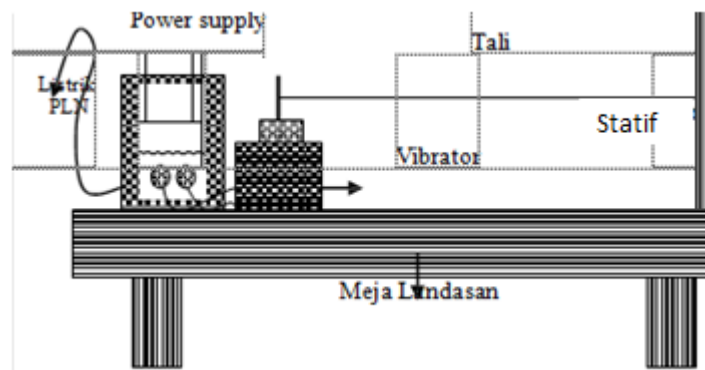 Power supply
Tali
Listrik
PLN
Statif
Vibrator
Meja Landasan